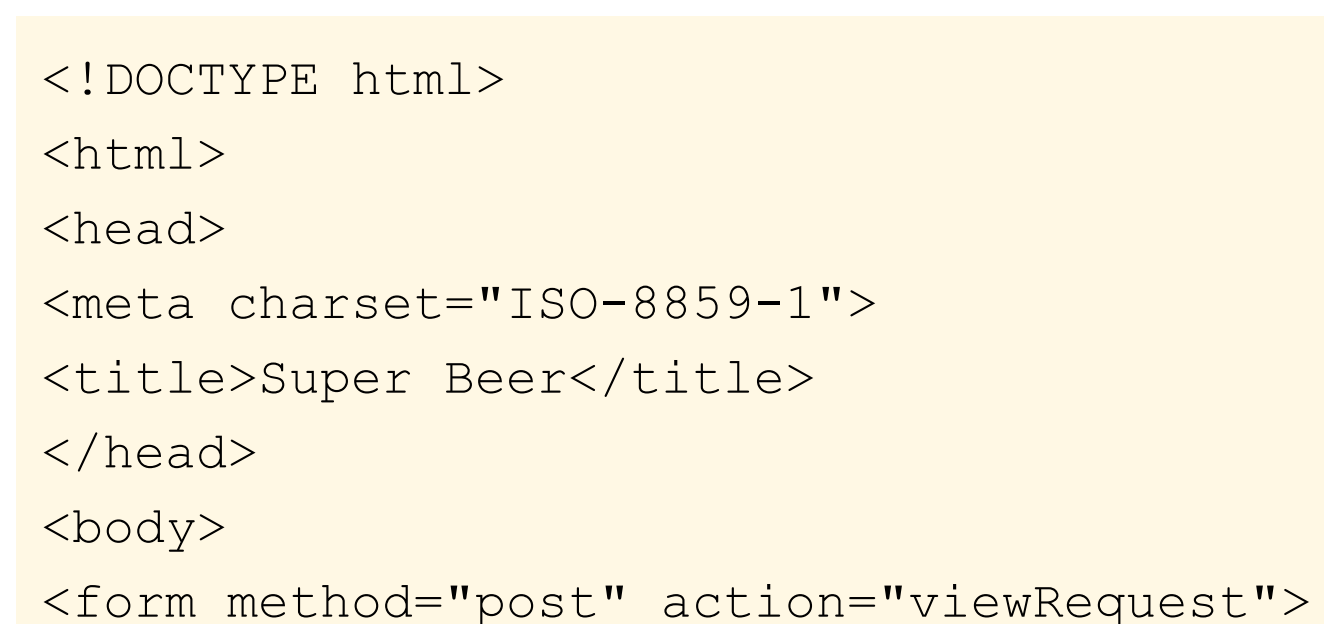 <!DOCTYPE html>
<html>
<head>
<meta charset="ISO-8859-1">
<title>Super Beer</title>
</head>
<body>
<form method="post" action="viewRequest">